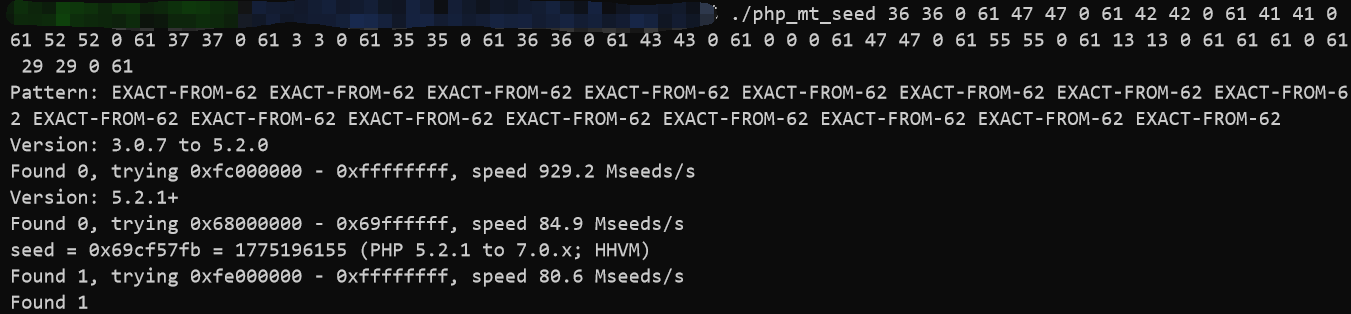 ./php_mt_seed 36 36 0 61 47 47 0 61 42 42 0 61 41 41 0
61 52 52 0 61 37 37 0 61 3 3 0 61 35 35 0 61 36 36 0 61 43 43 0 61 0 0 0 61 47 47 0 61 55 55 0 61 13 13 0 61 61 61 0 61
29 29 0 61
Pattern: EXACT-FROM-62 EXACT-FROM-62 EXACT-FROM-62 EXACT-FROM-62 EXACT-FROM-62 EXACT-FROM-62 EXACT-FROM-62 EXACT-FROM-6
2 EXACT-FROM-62 EXACT-FROM-62 EXACT-FROM-62 EXACT-FROM-62 EXACT-FROM-62 EXACT-FROM-62 EXACT-FROM-62 EXACT-FROM-62
Version: 3.0.7 to 5.2.0
Found 0, trying 0xfc000000 - 0xffffffff, speed 929.2 Mseeds/s
Version: 5.2.1+
Found 0, trying 0x68000000 - 0x69ffffff, speed 84.9 Mseeds/s
seed = 0x69cf57fb = 1775196155 (PHP 5.2.1 to 7.0.x; HHVM)
Found 1, trying 0xfe000000 - 0xffffffff, speed 80.6 Mseeds/s
Found 1